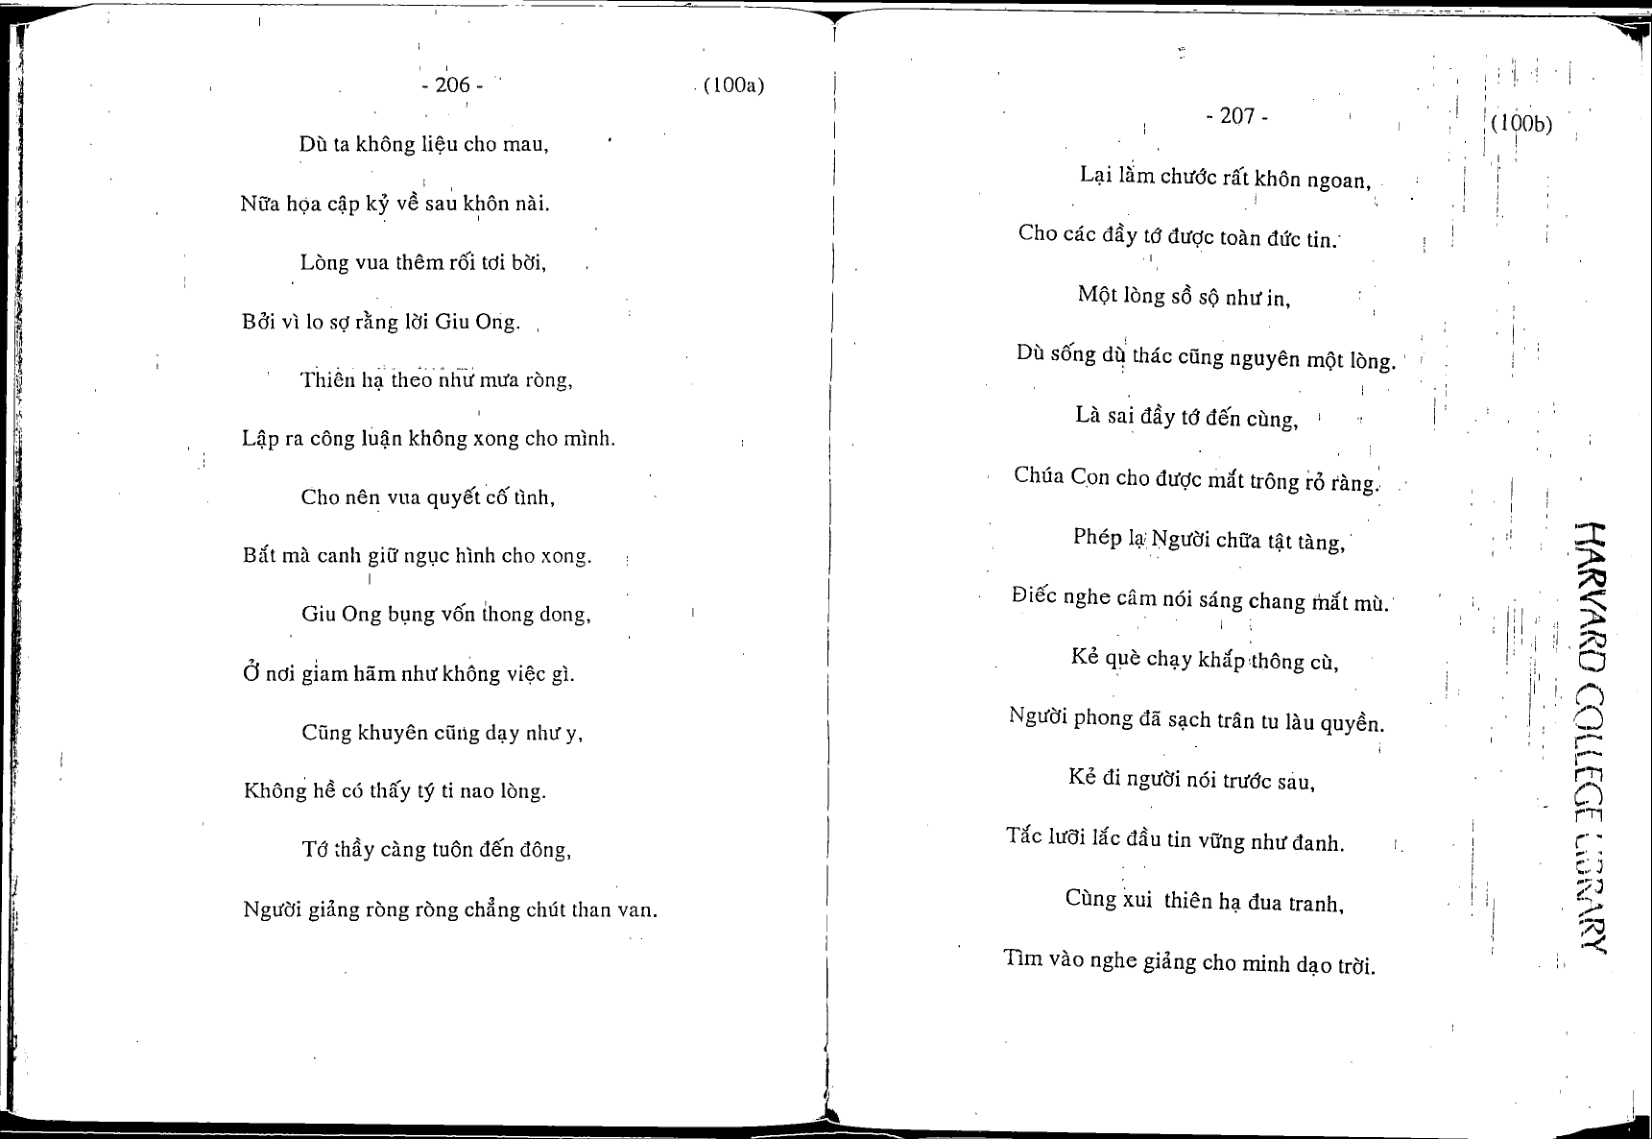 - 206 -
(100a)
Dù ta không liệu cho mau,
Nữa họa cập kỷ về sau khôn nài.
Lòng vua thêm rối tơi bời,
Bởi vì lo sợ rằng lời Giu Ong.
Thiên hạ theo như mưa ròng,
Lập ra công luận không xong cho mình.
Cho nên vua quyết cố tình,
Bắt mà canh giữ ngục hình cho xong.
Giu Ong bụng vốn thong dong,
Ở nơi giam hãm như không việc gì.
Cũng khuyên cũng dạy như y,
Không hề có thấy tý ti nao lòng.
Tớ thầy càng tuôn đến đông,
Người giảng ròng ròng chẳng chút than van.
- 207 -
(100b)
Lại lằm chước rất khôn ngoan,
Cho các đầy tớ được toàn đức tin.
Một lòng sồ sộ như in,
Dù sống dù thác cũng nguyên một lòng.
Là sai đầy tớ đến cùng,
Chúa Con cho được mắt trông rỏ ràng.
Phép lạ Người chữa tật tàng,
Điếc nghe câm nói sáng chang mắt mù.
Kẻ què chạy khắp thông cù,
Người phong đã sạch trân tu làu quyền.
Kẻ đi người nói trước sau,
Tắc lưỡi lắc đầu tin vững như đanh.
Cùng xui thiên hạ đua tranh,
Tìm vào nghe giảng cho minh dạo trời.
HARVARD COLLEGE LIBRARY